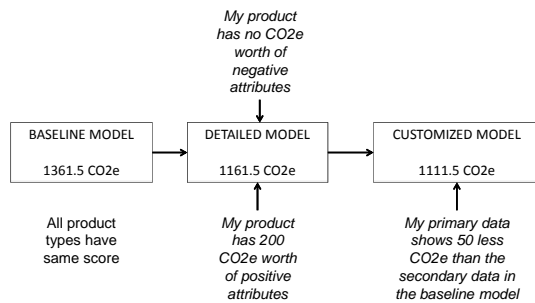 My product
has no CO2e
worth of
negative
attributes
BASELINE MODEL
1361.5 CO2e
DETAILED MODEL
1161.5 CO2e
CUSTOMIZED MODEL
1111.5 CO2e
All product
types have
same score
My product
has 200
CO2e worth
of positive
attributes
My primary data
shows 50 less
CO2e than the
secondary data in
the baseline model